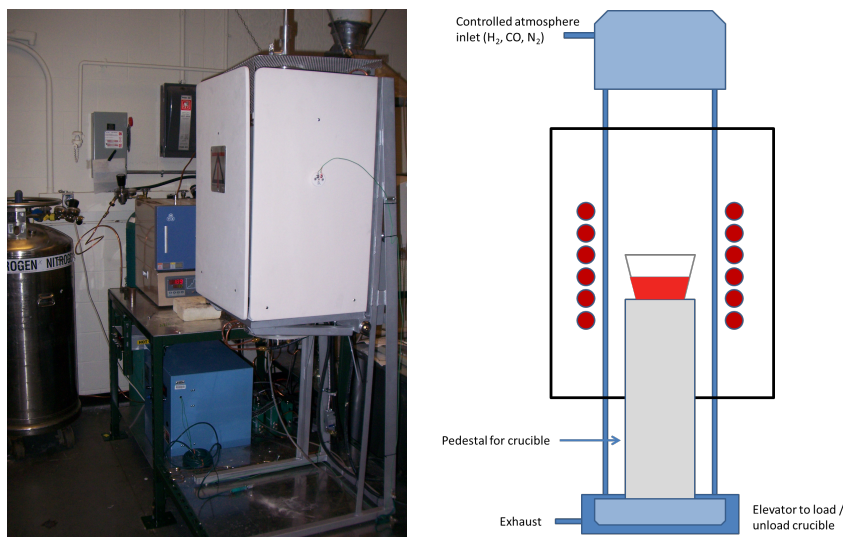 ROGEN NITRO
Controlled atmosphere
inlet (H₂, CO, N₂)
Pedestal for crucible
Exhaust
Elevator to load /
unload crucible